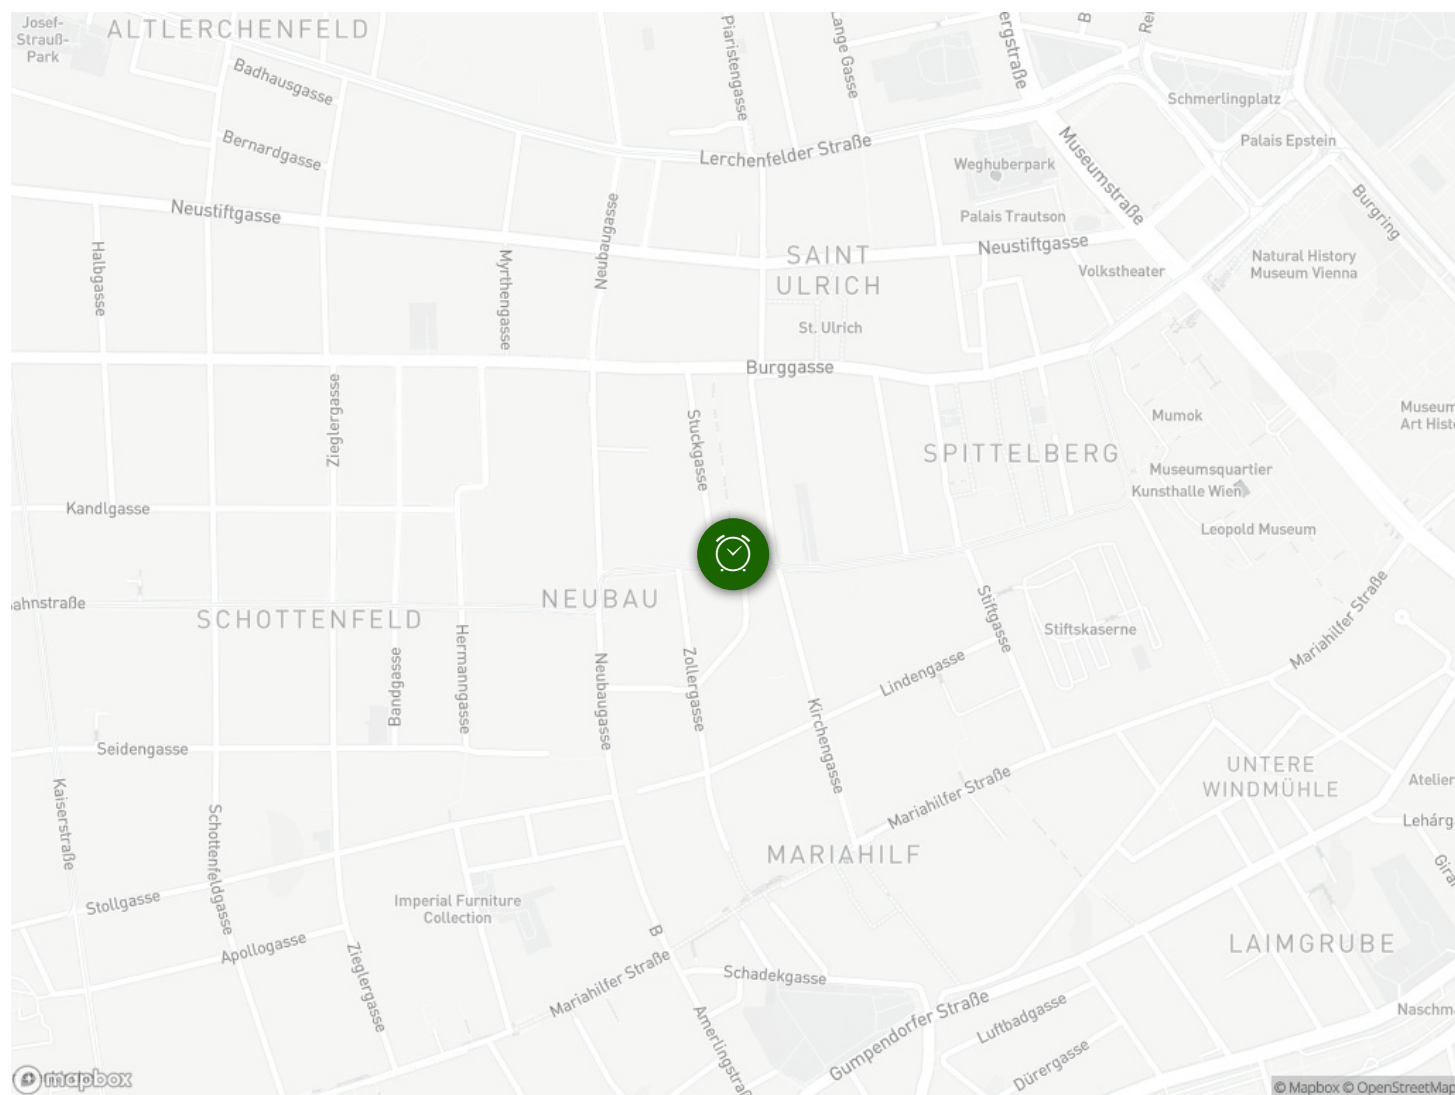 Josef-
Strauß-
Park
ALTLERCHENFELD
Piaristengasse
Lange Gasse
Badhausgasse
Schmerlingplatz
Bernardgasse
Lerchenfelder Straße
Palais Epstein
Weghuberpark
Museumstraße
Neustiftgasse
Burgring
Palais Trautson
Neubaugasse
Neustiftgasse
SAINT
ULRICH
Halbgasse
Myrthengasse
Volkstheater
Natural History
Museum Vienna
St. Ulrich
Burggasse
Zieglergasse
Stuckgasse
Mumok
Museum
SPITTELBERG
Museumsquartier
Kunsthalle Wien
Kandlgasse
Leopold Museum
NEUBAU
ahnstraße
SCHOTTENFELD
Stiftgasse
Stiftskaserne
Mariahilfer Straße
Hermanngasse
Bandgasse
Neubaugasse
Zollergasse
Lindengasse
Kirchengasse
Seidengasse
UNTERE
WINDMÜHLE
Atelier
Kaiserstraße
Mariahilfer Straße
Schottenfeldgasse
MARIAHILF
Imperial Furniture
Collection
Stollgasse
B
Apollogasse
Zieglergasse
LAIMGRUBE
Mariahilfer Straße
Schadekgasse
Gumpendorfer Straße
Luftbadgasse
Dürergasse
mapbox
© Mapbox © OpenStreetMap